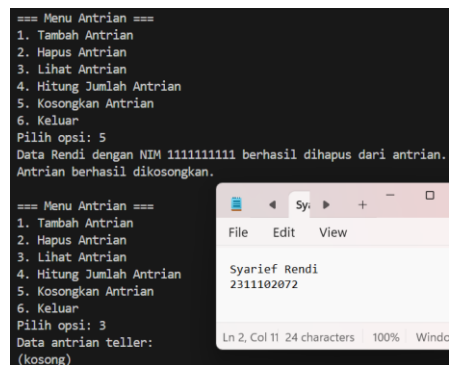 === Menu Antrian ===
1. Tambah Antrian
2. Hapus Antrian
3. Lihat Antrian
4. Hitung Jumlah Antrian
5. Kosongkan Antrian
6. Keluar
Pilih opsi: 5
Data Rendi dengan NIM 1111111111 berhasil dihapus dari antrian.
Antrian berhasil dikosongkan.
=== Menu Antrian ===
1. Tambah Antrian
2. Hapus Antrian
3. Lihat Antrian
4. Hitung Jumlah Antrian
5. Kosongkan Antrian
6. Keluar
Pilih opsi: 3
Data antrian teller:
(kosong)
Sya
File Edit View
Syarief Rendi
2311102072
Ln 2, Col 11 24 characters 100% Windo